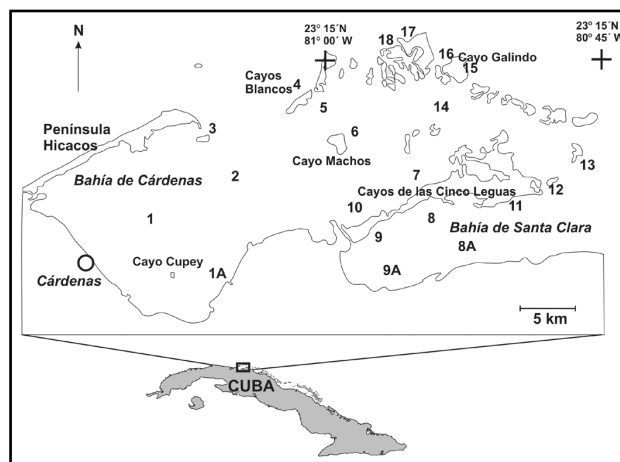 N
23° 15´ N
81° 00´ W
18
17
23° 15´ N
80° 45´ W
16
Cayo Galindo
15
Cayos
Blancos
4
5
14
Península
Hicacos
3
6
Cayo Machos
13
Bahía de Cárdenas
2
7
Cayos de las Cinco Leguas
12
11
10
1
8
Bahía de Santa Clara
9
8A
Cárdenas
Cayo Cupey
1A
9A
5 km
CUBA